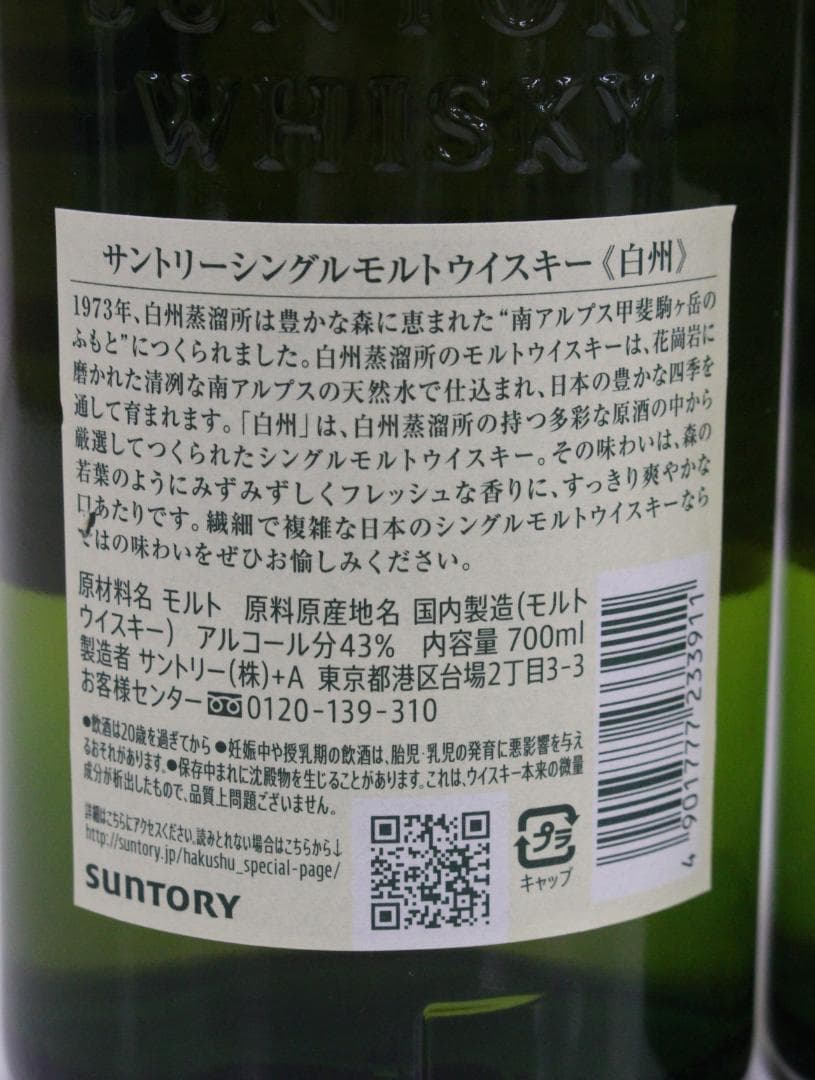 SUNTORY
WHISKY
サントリーシングルモルトウイスキー《白州》
1973年、白州蒸溜所は豊かな森に恵まれた“南アルプス甲斐駒ヶ岳の
ふもと”につくられました。白州蒸溜所のモルトウイスキーは、花崗岩に
磨かれた清冽な南アルプスの天然水で仕込まれ、日本の豊かな四季を
通して育まれます。「白州」は、白州蒸溜所の持つ多彩な原酒の中から
厳選してつくられたシングルモルトウイスキー。その味わいは、森の
若葉のようにみずみずしくフレッシュな香りに、すっきり爽やかな
口あたりです。繊細で複雑な日本のシングルモルトウイスキーなら
ではの味わいをぜひお愉しみください。
原材料名 モルト 原料原産地名 国内製造(モルト
ウイスキー) アルコール分43% 内容量 700ml
製造者 サントリー(株)+A 東京都港区台場2丁目3-3
お客様センター 0120-139-310
●飲酒は20歳を過ぎてから ●妊娠中や授乳期の飲酒は、胎児・乳児の発育に悪影響を与え
るおそれがあります。●保存中まれに沈殿物を生じることがあります。これは、ウイスキー本来の微量
成分が析出したもので、品質上問題ございません。
詳細はこちらにアクセスください。読みとれない場合はこちらから↓
http://suntory.jp/hakushu_special-page/
SUNTORY
プラ
キャップ
4901777233911